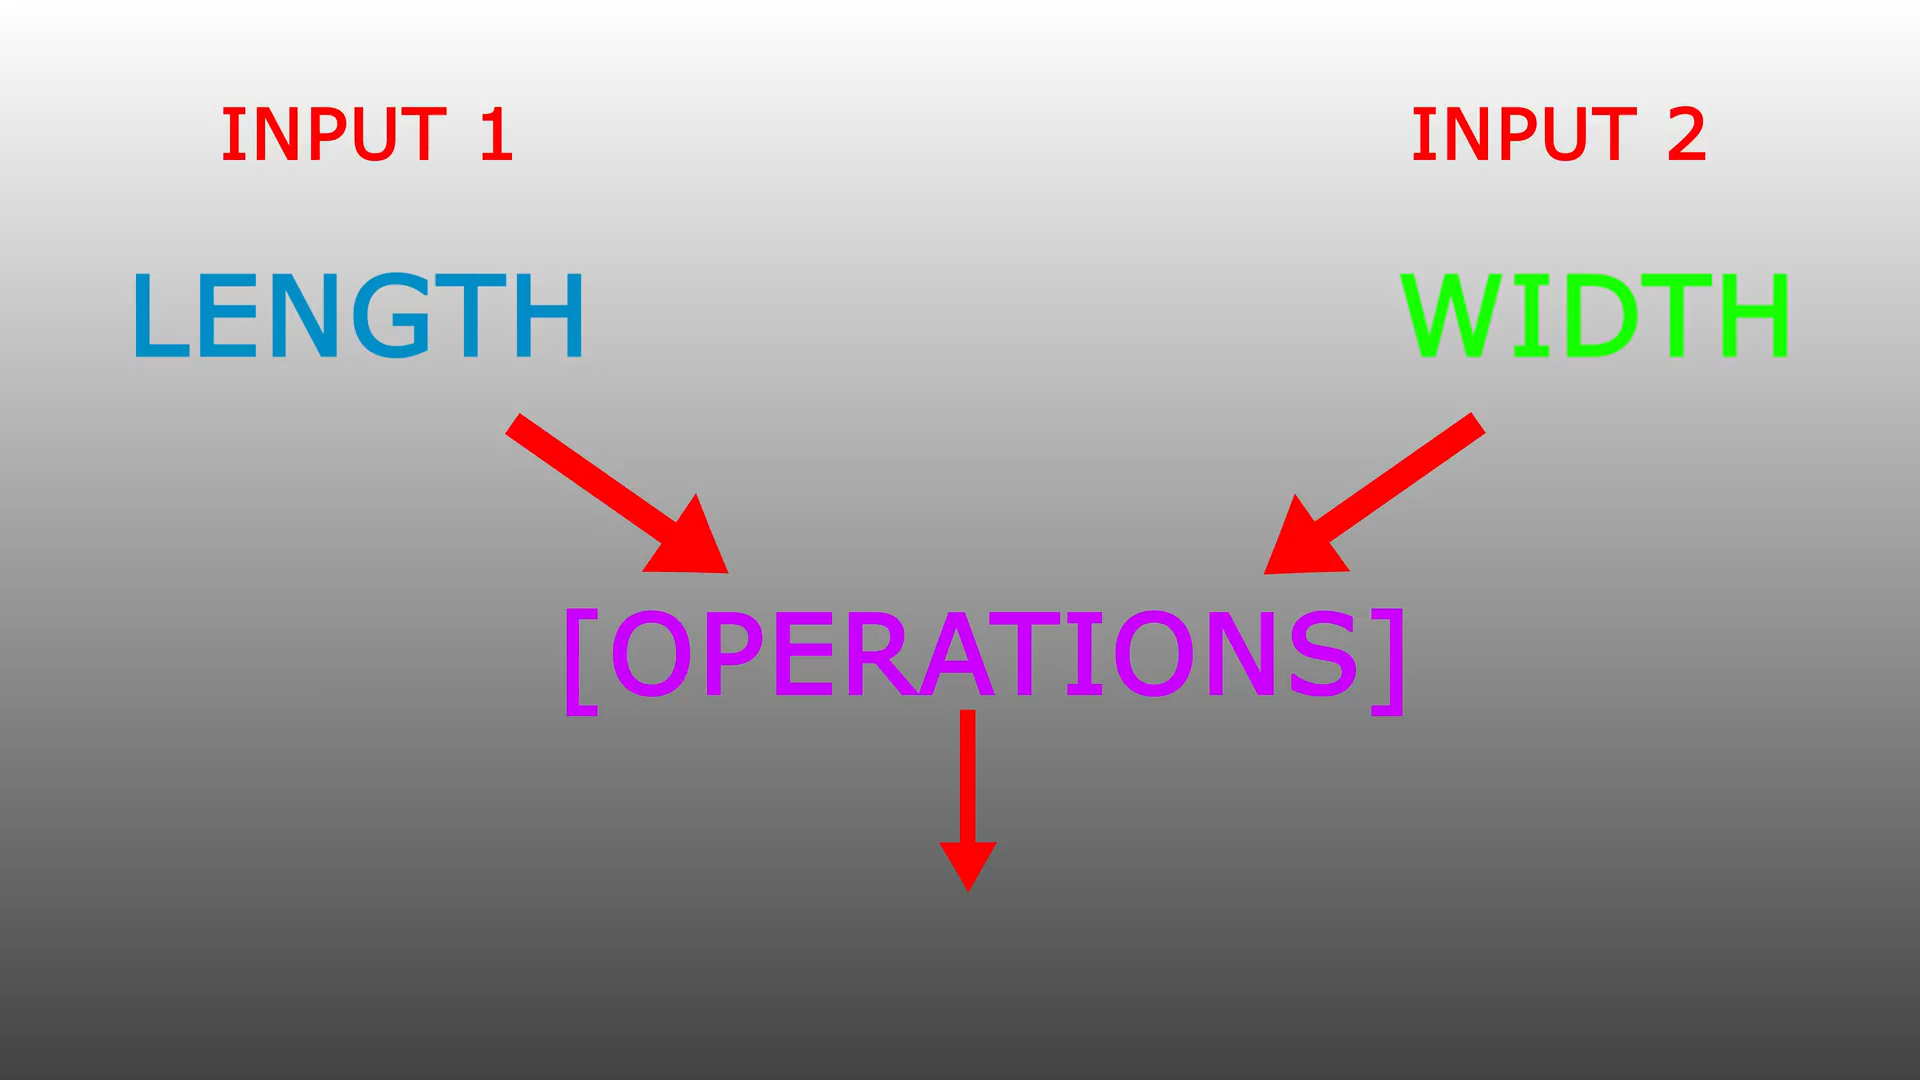 INPUT 1
INPUT 2
LENGTH
WIDTH
[OPERATIONS]